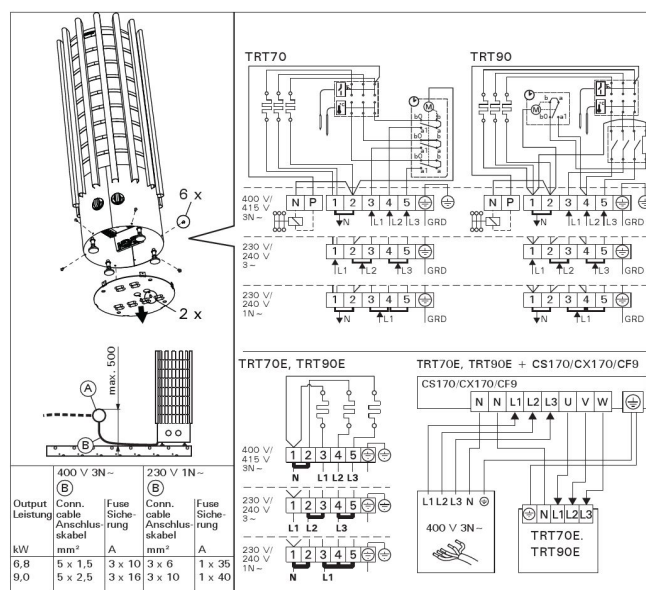 6 x
2 x
max. 500
A
B
400 V 3N~ 230 V 1N~
B B
Output Conn. Fuse Conn. Fuse
Leistung cable Siche- cable Siche-
Anschlus- rung Anschlus- rung
skabel skabel
kW mm² A mm² A
6,8 5 x 1,5 3 x 10 3 x 6 1 x 35
9,0 5 x 2,5 3 x 16 3 x 10 1 x 40
TRT70
M
b
a
b0
a1
400 V/
415 V
3N~
N P 1 2 3 4 5
N L1 L2 L3 GRD
230 V/
240 V
3~
1 2 3 4 5
L1 L2 L3 GRD
230 V/
240 V
1N~
1 2 3 4 5
N L1 GRD
TRT90
M
b
a
b0
a1
N P 1 2 3 4 5
N L1 L2 L3 GRD
1 2 3 4 5
L1 L2 L3 GRD
1 2 3 4 5
N L1 GRD
TRT70E, TRT90E
400 V/
415 V
3N~
1 2 3 4 5
N L1 L2 L3
230 V/
240 V
3~
1 2 3 4 5
L1 L2 L3
230 V/
240 V
1N~
1 2 3 4 5
N L1
TRT70E, TRT90E + CS170/CX170/CF9
CS170/CX170/CF9
N N L1 L2 L3 U V W
L1 L2 L3 N
400 V 3N~
N L1 L2 L3
TRT70E.
TRT90E